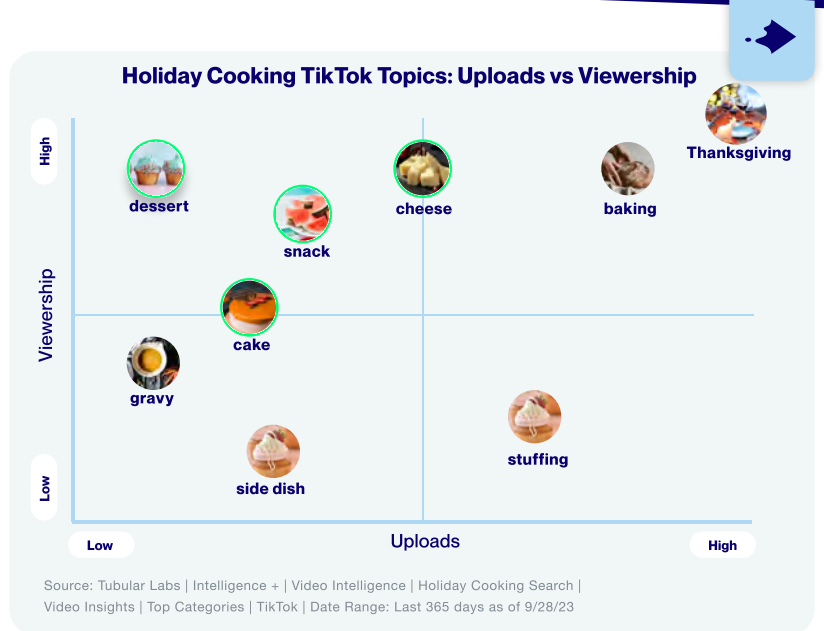 Holiday Cooking TikTok Topics: Uploads vs Viewership
High
Thanksgiving
dessert
cheese
baking
snack
Viewership
cake
gravy
stuffing
Low
side dish
Low
Uploads
High
Source: Tubular Labs | Intelligence + | Video Intelligence | Holiday Cooking Search |
Video Insights | Top Categories | TikTok | Date Range: Last 365 days as of 9/28/23